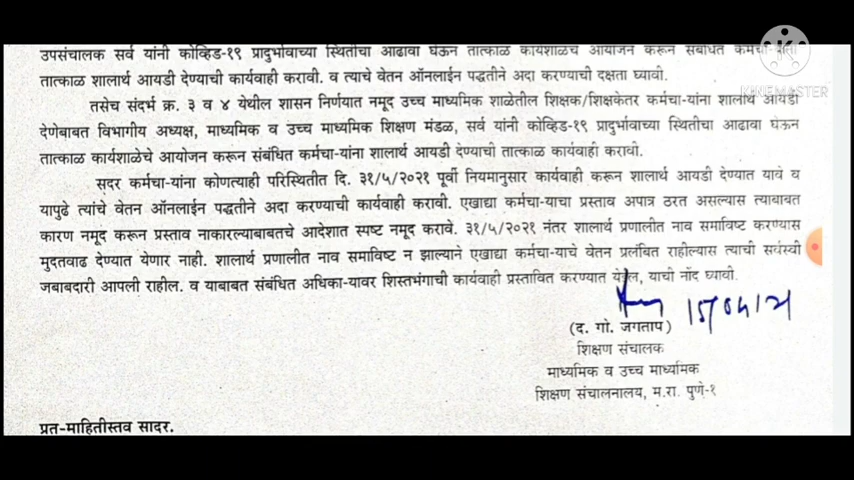 उपसंचालक सर्व यांनी कोव्हिड-१९ प्रादुर्भावाच्या स्थितीचा आढावा घेऊन तात्काळ कार्यशाळेचे आयोजन करून संबंधित
तात्काळ शालार्थ आयडी देण्याची कार्यवाही करावी. व त्याचे वेतन ऑनलाईन पद्धतीने अदा करण्याची दक्षता घ्यावी.
KINEMASTER
तसेच संदर्भ क्र. ३ व ४ येथील शासन निर्णयात नमूद उच्च माध्यमिक शाळेतील शिक्षक/शिक्षकेतर कर्मचा-यांना शालार्थ आयडी
देणेबाबत विभागीय अध्यक्ष, माध्यमिक व उच्च माध्यमिक शिक्षण मंडळ, सर्व यांनी कोव्हिड-१९ प्रादुर्भावाच्या स्थितीचा आढावा घेऊन
तात्काळ कार्यशाळेचे आयोजन करून संबंधित कर्मचा-यांना शालार्थ आयडी देण्याची तात्काळ कार्यवाही करावी.
सदर कर्मचा-यांना कोणत्याही परिस्थितीत दि. ३१/५/२०२१ पूर्वी नियमानुसार कार्यवाही करून शालार्थ आयडी देण्यात यावे व
यापुढे त्यांचे वेतन ऑनलाईन पद्धतीने अदा करण्याची कार्यवाही करावी. एखाद्या कर्मचा-याचा प्रस्ताव अपात्र ठरत असल्यास त्याबाबत
कारण नमूद करून प्रस्ताव नाकारल्याबाबतचे आदेशात स्पष्ट नमूद करावे. ३१/५/२०२१ नंतर शालार्थ प्रणालीत नाव समाविष्ट करण्यास
मुदतवाढ देण्यात येणार नाही. शालार्थ प्रणालीत नाव समाविष्ट न झाल्याने एखाद्या कर्मचा-याचे वेतन प्रलंबित राहील्यास त्याची सर्वस्वी
जबाबदारी आपली राहील. व याबाबत संबंधित अधिका-यावर शिस्तभंगाची कार्यवाही प्रस्तावित करण्यात येईल, याची नोंद घ्यावी.
(द. गो. जगताप)
शिक्षण संचालक
माध्यमिक व उच्च माध्यमिक
शिक्षण संचालनालय, म.रा. पुणे-१
प्रत-माहितीस्तव सादर.